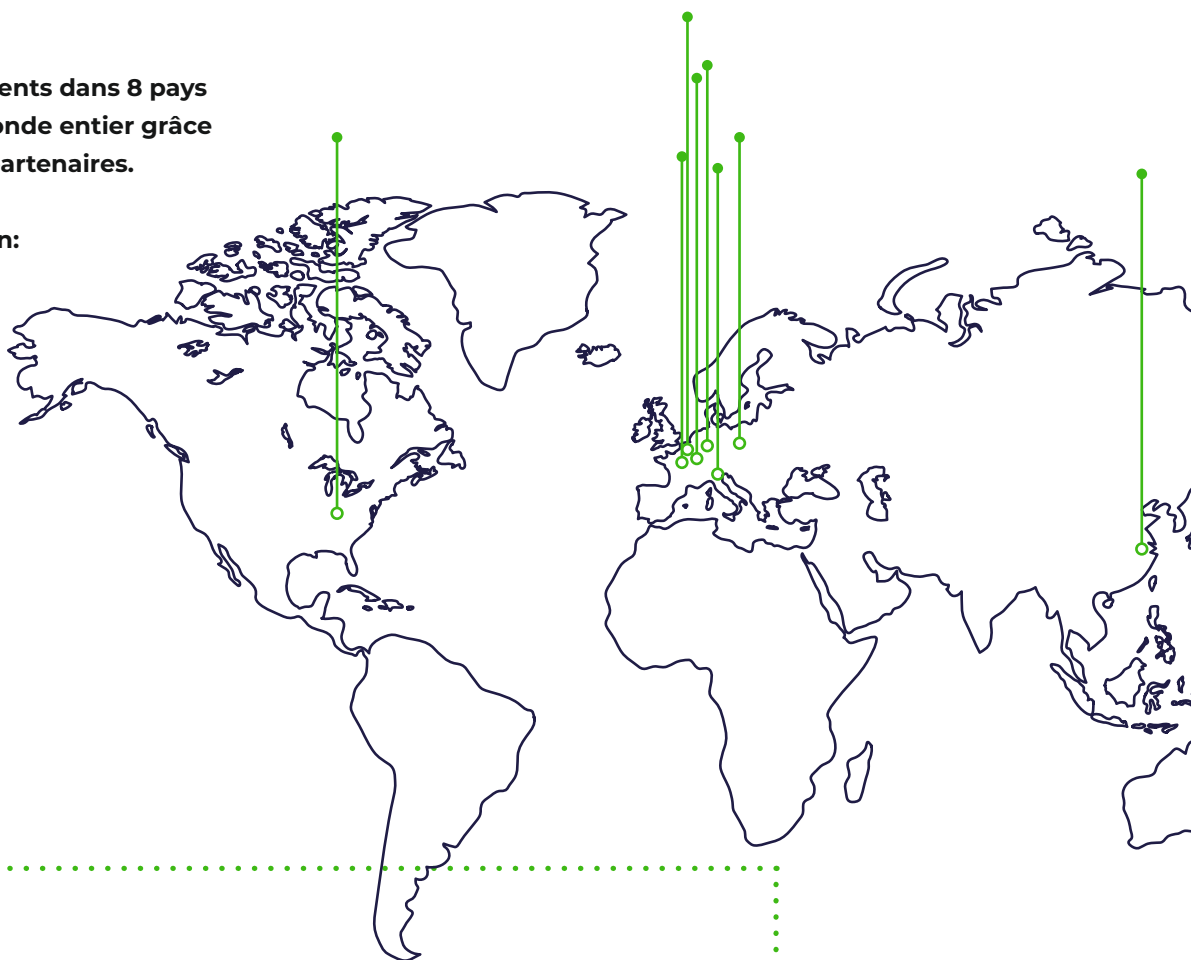 ents dans 8 pays
onde entier grâce
artenaires.
n: